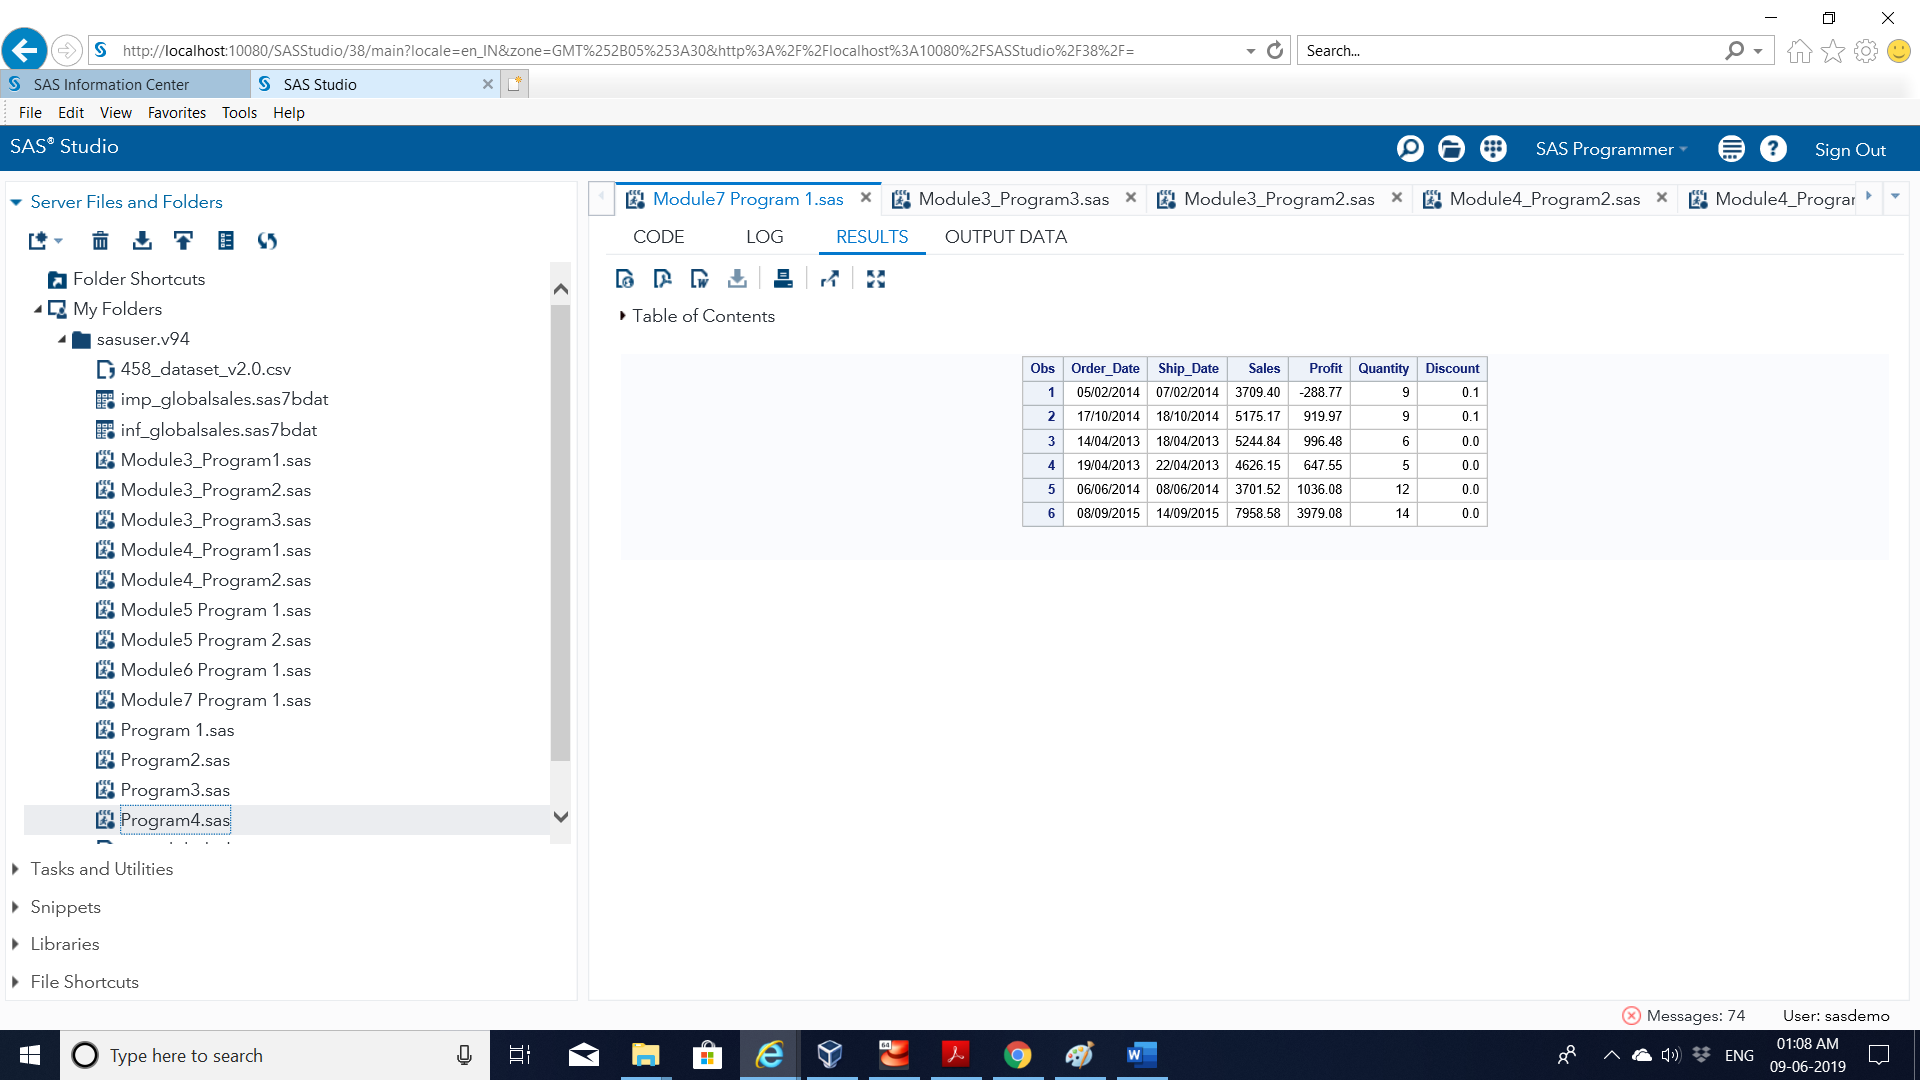 http://localhost:10080/SASStudio/38/main?locale=en_IN&zone=GMT%252B05%253A30&http%3A%2F%2Flocalhost%3A10080%2FSASStudio%2F38%2F=
Search...
SAS Information Center
SAS Studio
File Edit View Favorites Tools Help
SAS® Studio
SAS Programmer
Sign Out
Server Files and Folders
Folder Shortcuts
My Folders
sasuser.v94
458_dataset_v2.0.csv
imp_globalsales.sas7bdat
inf_globalsales.sas7bdat
Module3_Program1.sas
Module3_Program2.sas
Module3_Program3.sas
Module4_Program1.sas
Module4_Program2.sas
Module5 Program 1.sas
Module5 Program 2.sas
Module6 Program 1.sas
Module7 Program 1.sas
Program 1.sas
Program2.sas
Program3.sas
Program4.sas
Tasks and Utilities
Snippets
Libraries
File Shortcuts
Module7 Program 1.sas
Module3_Program3.sas
Module3_Program2.sas
Module4_Program2.sas
Module4_Prograr
CODE LOG RESULTS OUTPUT DATA
Table of Contents
Obs Order_Date Ship_Date Sales Profit Quantity Discount
1 05/02/2014 07/02/2014 3709.40 -288.77 9 0.1
2 17/10/2014 18/10/2014 5175.17 919.97 9 0.1
3 14/04/2013 18/04/2013 5244.84 996.48 6 0.0
4 19/04/2013 22/04/2013 4626.15 647.55 5 0.0
5 06/06/2014 08/06/2014 3701.52 1036.08 12 0.0
6 08/09/2015 14/09/2015 7958.58 3979.08 14 0.0
Messages: 74
User: sasdemo
Type here to search
64
ENG
01:08 AM
09-06-2019